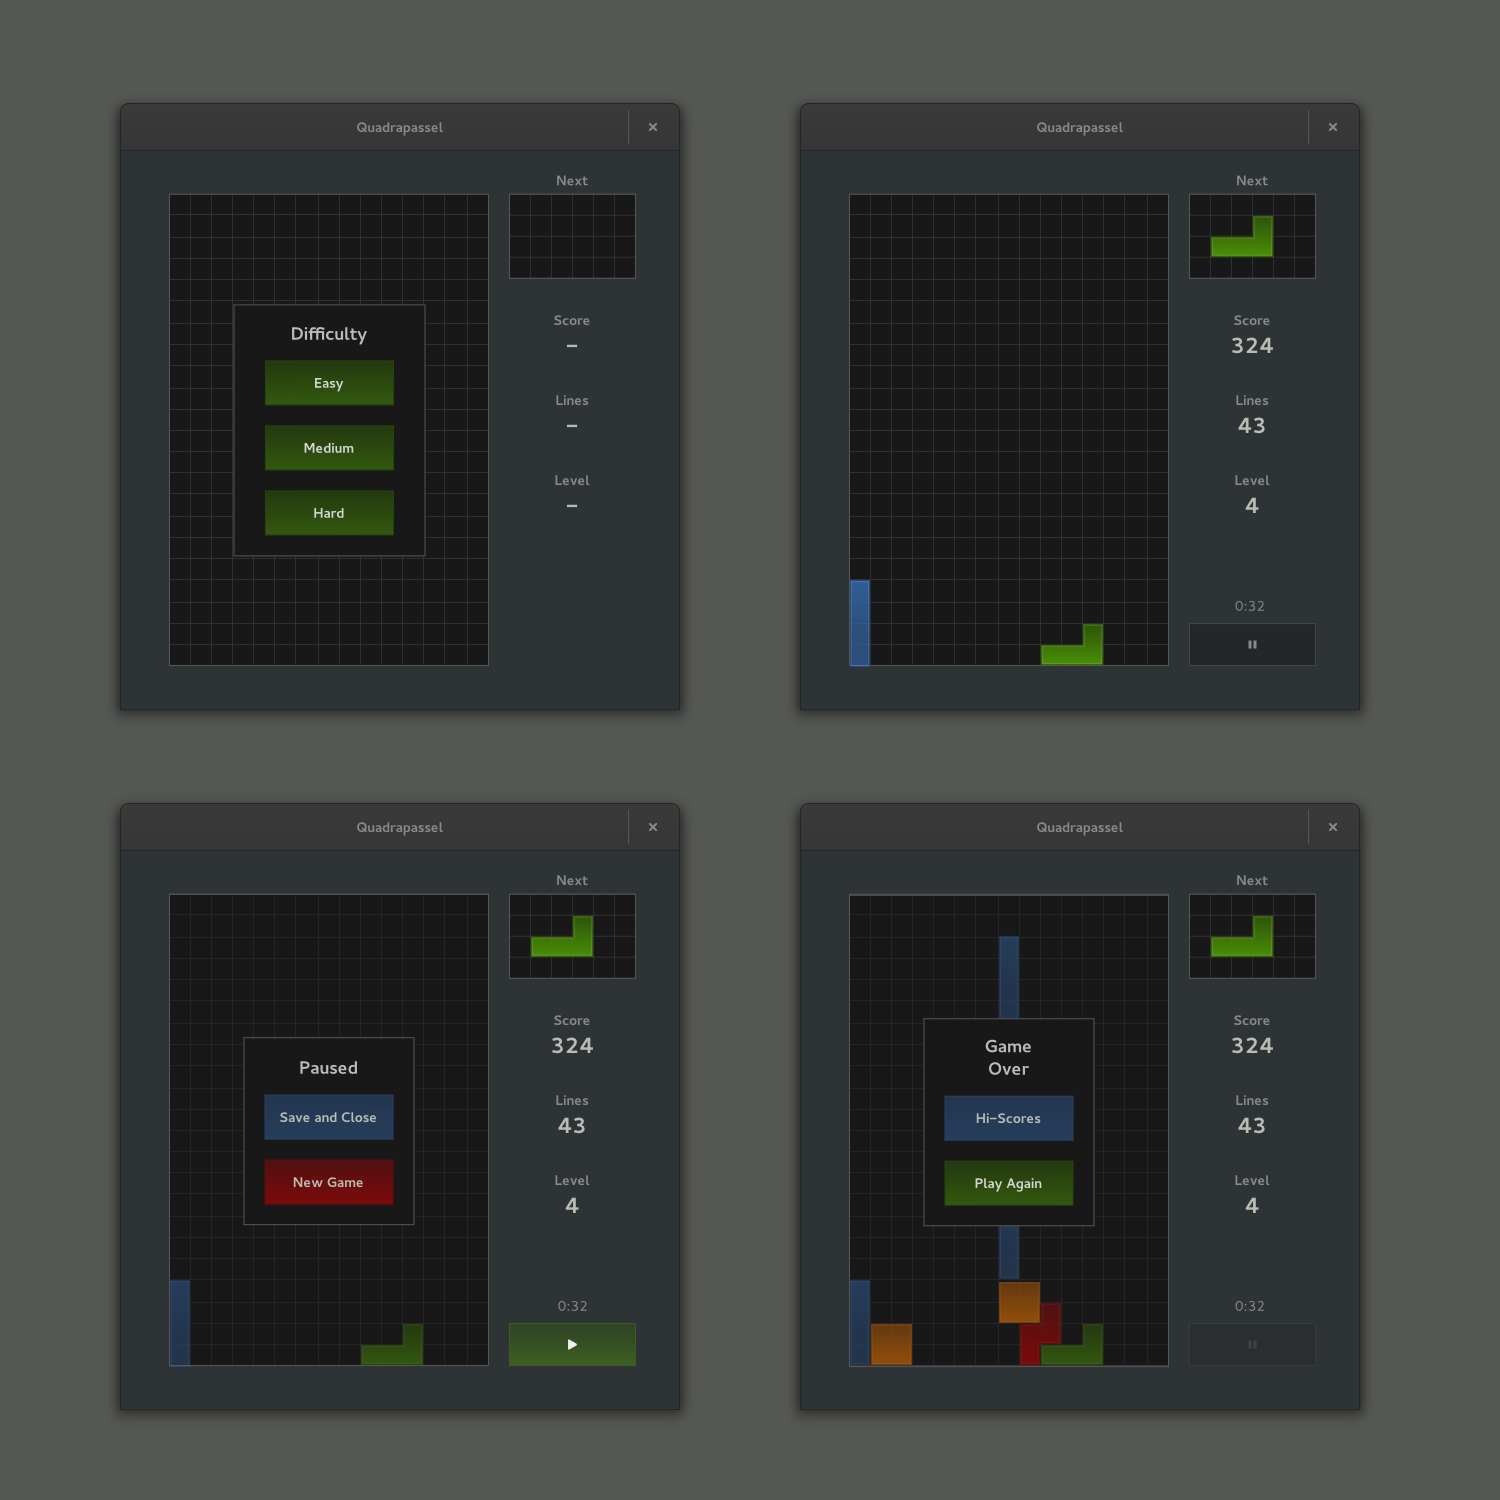 Quadrapassel
×
Next
Difficulty
Easy
Medium
Hard
Score
–
Lines
–
Level
–
Quadrapassel
×
Next
Score
324
Lines
43
Level
4
0:32
Quadrapassel
×
Next
Paused
Save and Close
New Game
Score
324
Lines
43
Level
4
0:32
Quadrapassel
×
Next
Game
Over
Hi-Scores
Play Again
Score
324
Lines
43
Level
4
0:32